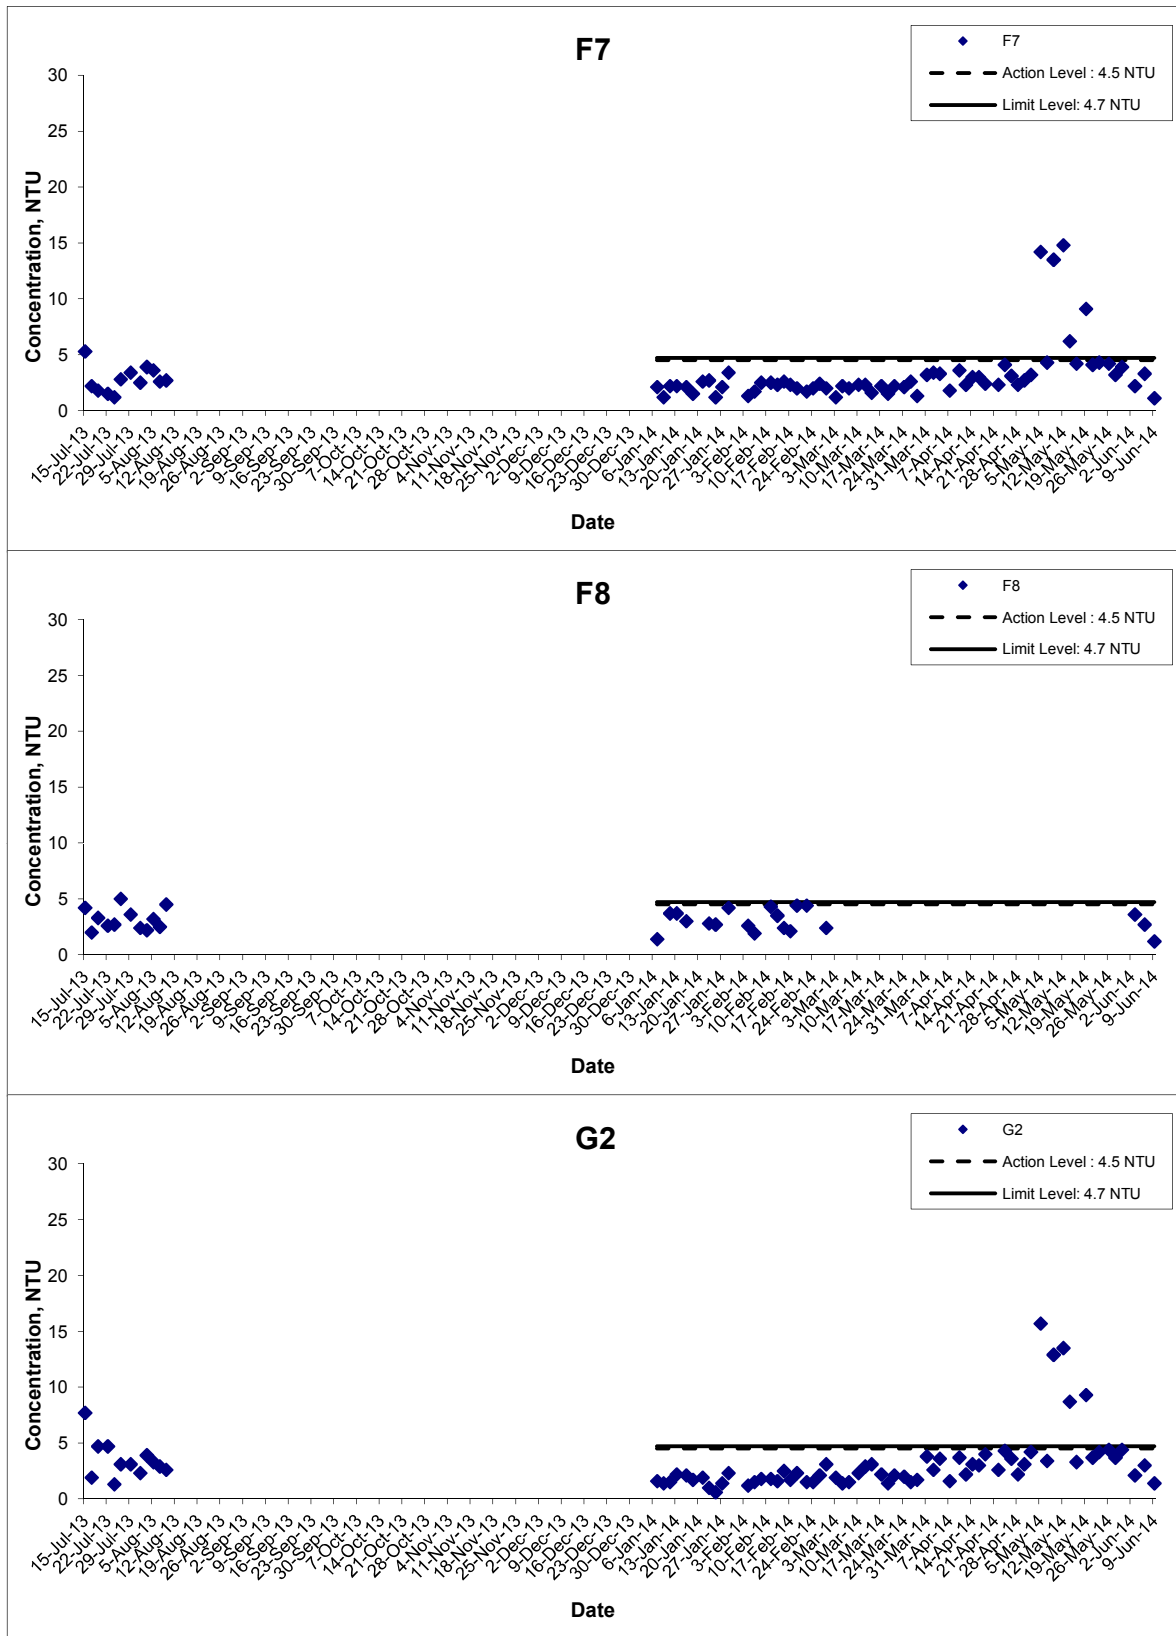 F7
F7
Action Level : 4.5 NTU
Limit Level: 4.7 NTU
Concentration, NTU
30
25
20
15
10
5
0
15-Jul-13
22-Jul-13
29-Jul-13
5-Aug-13
12-Aug-13
19-Aug-13
26-Aug-13
2-Sep-13
9-Sep-13
16-Sep-13
23-Sep-13
30-Sep-13
7-Oct-13
14-Oct-13
21-Oct-13
28-Oct-13
4-Nov-13
11-Nov-13
18-Nov-13
25-Nov-13
2-Dec-13
9-Dec-13
16-Dec-13
23-Dec-13
30-Dec-13
6-Jan-14
13-Jan-14
20-Jan-14
27-Jan-14
3-Feb-14
10-Feb-14
17-Feb-14
24-Feb-14
3-Mar-14
10-Mar-14
17-Mar-14
24-Mar-14
31-Mar-14
7-Apr-14
14-Apr-14
21-Apr-14
28-Apr-14
5-May-14
12-May-14
19-May-14
26-May-14
2-Jun-14
9-Jun-14
Date
F8
F8
Action Level : 4.5 NTU
Limit Level: 4.7 NTU
Concentration, NTU
30
25
20
15
10
5
0
15-Jul-13
22-Jul-13
29-Jul-13
5-Aug-13
12-Aug-13
19-Aug-13
26-Aug-13
2-Sep-13
9-Sep-13
16-Sep-13
23-Sep-13
30-Sep-13
7-Oct-13
14-Oct-13
21-Oct-13
28-Oct-13
4-Nov-13
11-Nov-13
18-Nov-13
25-Nov-13
2-Dec-13
9-Dec-13
16-Dec-13
23-Dec-13
30-Dec-13
6-Jan-14
13-Jan-14
20-Jan-14
27-Jan-14
3-Feb-14
10-Feb-14
17-Feb-14
24-Feb-14
3-Mar-14
10-Mar-14
17-Mar-14
24-Mar-14
31-Mar-14
7-Apr-14
14-Apr-14
21-Apr-14
28-Apr-14
5-May-14
12-May-14
19-May-14
26-May-14
2-Jun-14
9-Jun-14
Date
G2
G2
Action Level : 4.5 NTU
Limit Level: 4.7 NTU
Concentration, NTU
30
25
20
15
10
5
0
15-Jul-13
22-Jul-13
29-Jul-13
5-Aug-13
12-Aug-13
19-Aug-13
26-Aug-13
2-Sep-13
9-Sep-13
16-Sep-13
23-Sep-13
30-Sep-13
7-Oct-13
14-Oct-13
21-Oct-13
28-Oct-13
4-Nov-13
11-Nov-13
18-Nov-13
25-Nov-13
2-Dec-13
9-Dec-13
16-Dec-13
23-Dec-13
30-Dec-13
6-Jan-14
13-Jan-14
20-Jan-14
27-Jan-14
3-Feb-14
10-Feb-14
17-Feb-14
24-Feb-14
3-Mar-14
10-Mar-14
17-Mar-14
24-Mar-14
31-Mar-14
7-Apr-14
14-Apr-14
21-Apr-14
28-Apr-14
5-May-14
12-May-14
19-May-14
26-May-14
2-Jun-14
9-Jun-14
Date